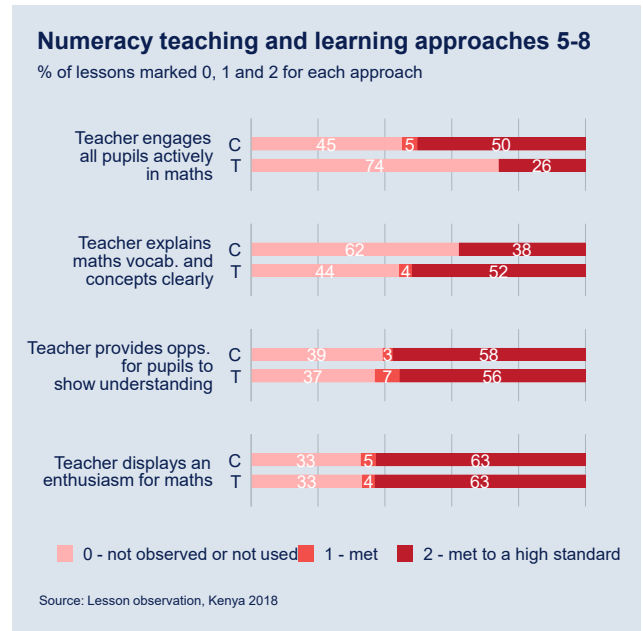 Numeracy teaching and learning approaches 5-8
% of lessons marked 0, 1 and 2 for each approach
Teacher engages
all pupils actively
in maths
C
45
5
50
T
74
26
Teacher explains
maths vocab. and
concepts clearly
C
62
38
T
44
4
52
Teacher provides opps.
for pupils to
show understanding
C
39
3
58
T
37
7
56
Teacher displays an
enthusiasm for maths
C
33
5
63
T
33
4
63
0 - not observed or not used
1 - met
2 - met to a high standard
Source: Lesson observation, Kenya 2018